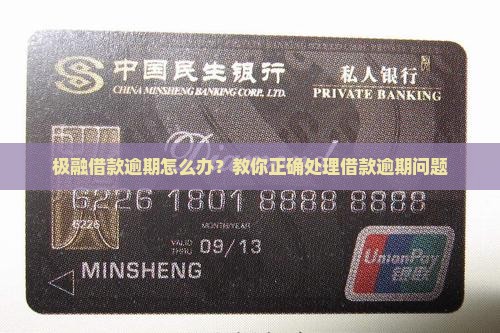 中国民生银行
CHINA MINSHENG BANKING CORP., LTD.
私人银行
PRIVATE BANKING
极融借款逾期怎么办？教你正确处理借款逾期问题
6226 1801 8888 8888
6226
MONTH/YEAR
VALID
THRU
09/13
MINSHENG
UnionPay
银联